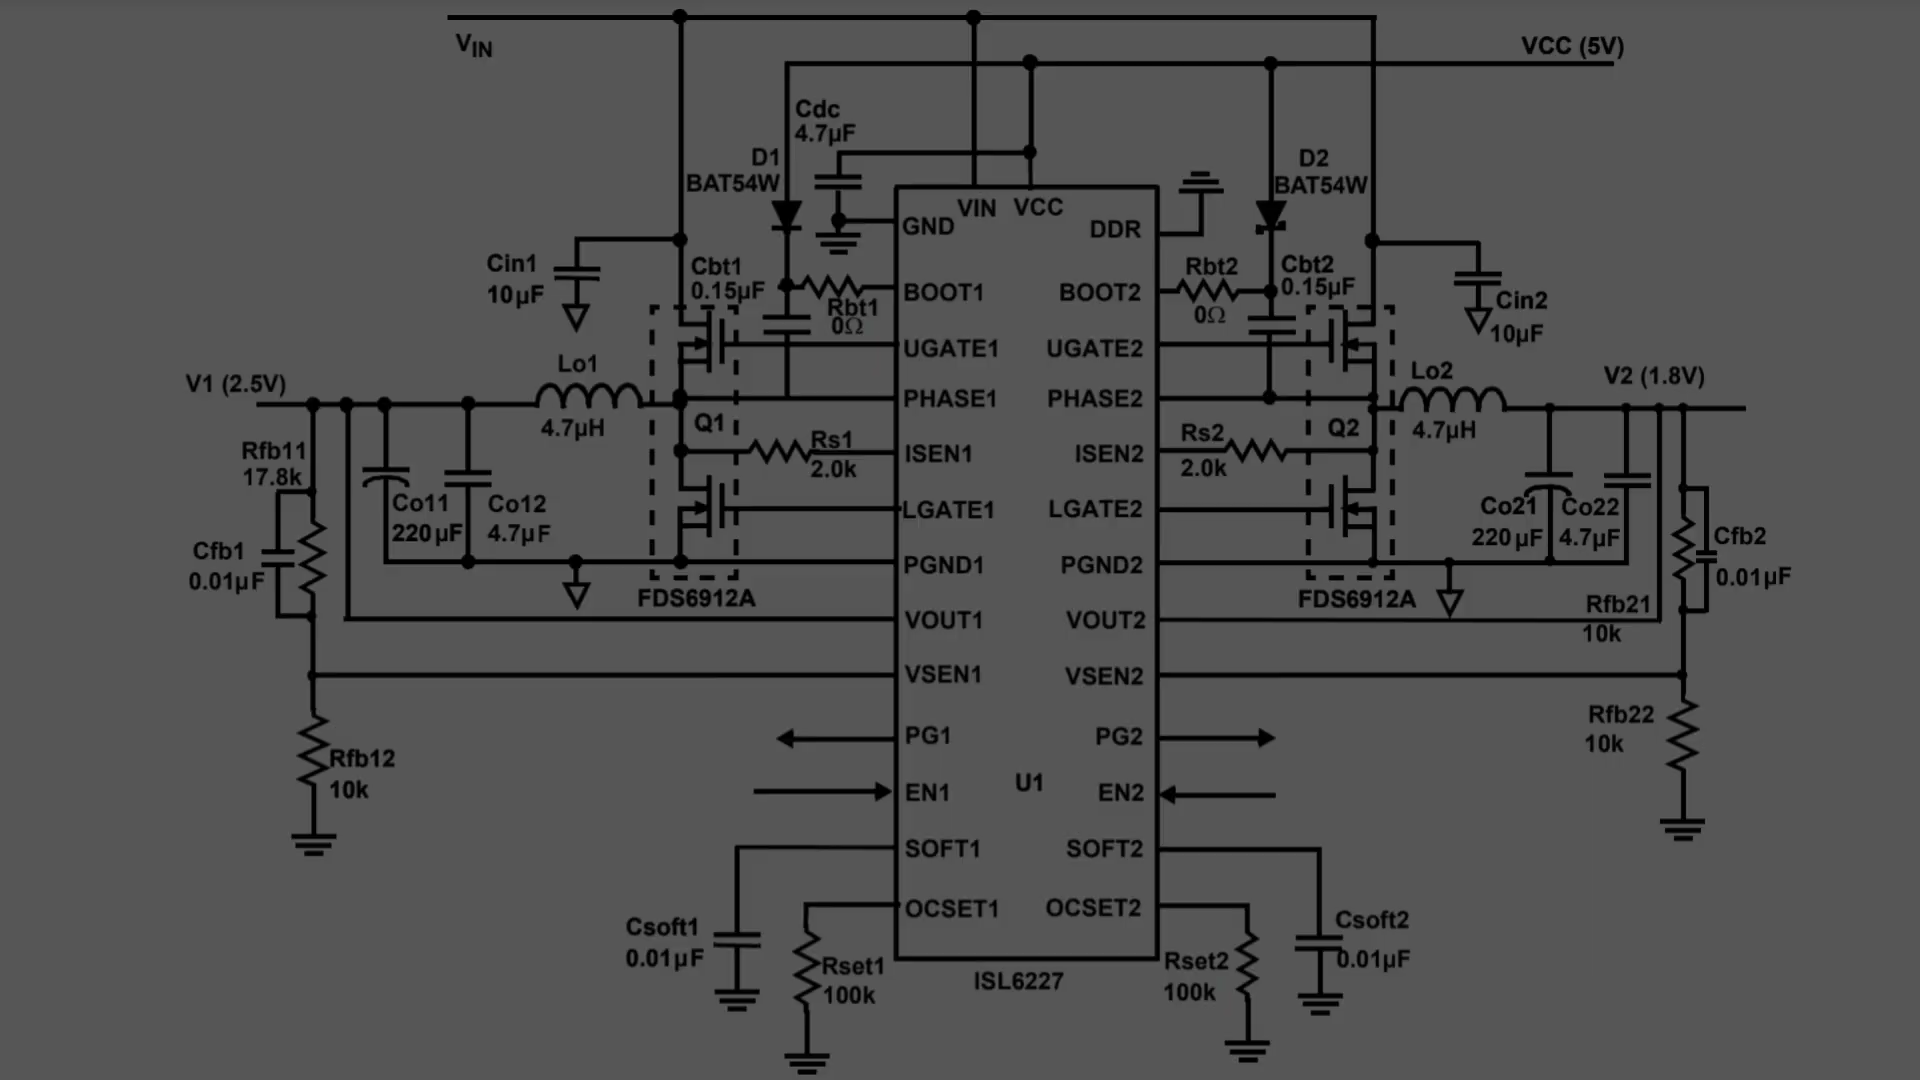 VIN
VCC (5V)
Cdc
4.7µF
D1
BAT54W
D2
BAT54W
VIN
VCC
GND
DDR
Cin1
10µF
Cbt1
0.15µF
Rbt1
0Ω
BOOT1
BOOT2
Rbt2
0Ω
Cbt2
0.15µF
Cin2
10µF
UGATE1
UGATE2
V1 (2.5V)
Lo1
4.7µH
PHASE1
PHASE2
Lo2
4.7µH
V2 (1.8V)
Q1
Q2
Rfb11
17.8k
Rs1
2.0k
ISEN1
ISEN2
Rs2
2.0k
Co11
220µF
Co12
4.7µF
LGATE1
LGATE2
Co21
220µF
Co22
4.7µF
Cfb1
0.01µF
Cfb2
0.01µF
PGND1
PGND2
FDS6912A
FDS6912A
VOUT1
VOUT2
Rfb21
10k
VSEN1
VSEN2
Rfb12
10k
Rfb22
10k
PG1
PG2
U1
EN1
EN2
SOFT1
SOFT2
OCSET1
OCSET2
Csoft1
0.01µF
Rset1
100k
Rset2
100k
Csoft2
0.01µF
ISL6227